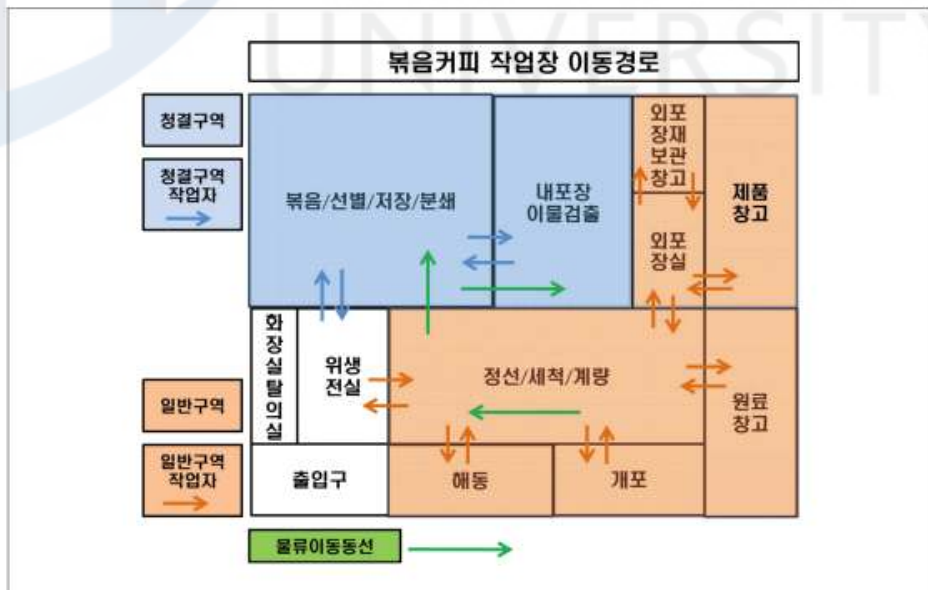 UNIVERSITY
볶음커피 작업장 이동경로
청결구역
청결구역
작업자
볶음/선별/저장/분쇄
내포장
이물검출
외포
장재
보관
창고
제품
창고
외포
장실
화
장
실
탈
의
실
위생
전실
정선/세척/계량
원료
창고
일반구역
일반구역
작업자
출입구
해동
개포
물류이동동선